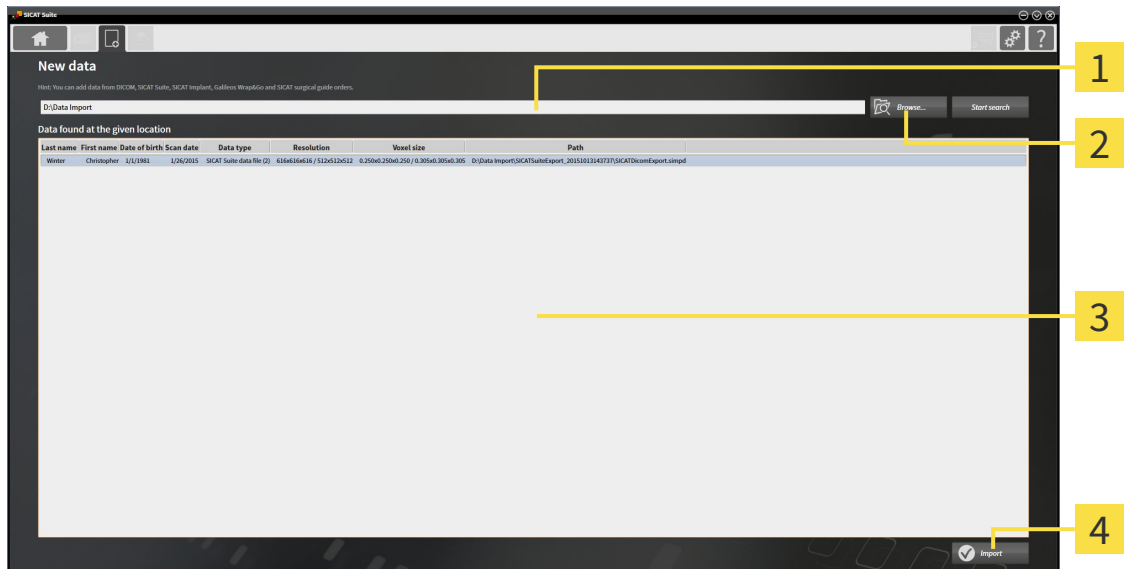 SICAT Suite
?
New data
Hint: You can add data from DICOM, SICAT Suite, SICAT Implant, Galileos Wrap&Go and SICAT surgical guide orders.
D:\Data Import
Browse...
Start search
Data found at the given location
Last name First name Date of birth Scan date Data type Resolution Voxel size Path
Winter Christopher 1/1/1981 1/26/2015 SICAT Suite data file (2) 616x616x616 / 512x512x512 0.250x0.250x0.250 / 0.305x0.305x0.305 D:\Data Import\SICATSuiteExport_20151013143737\SICATDicomExport.simpd
Import
1
2
3
4